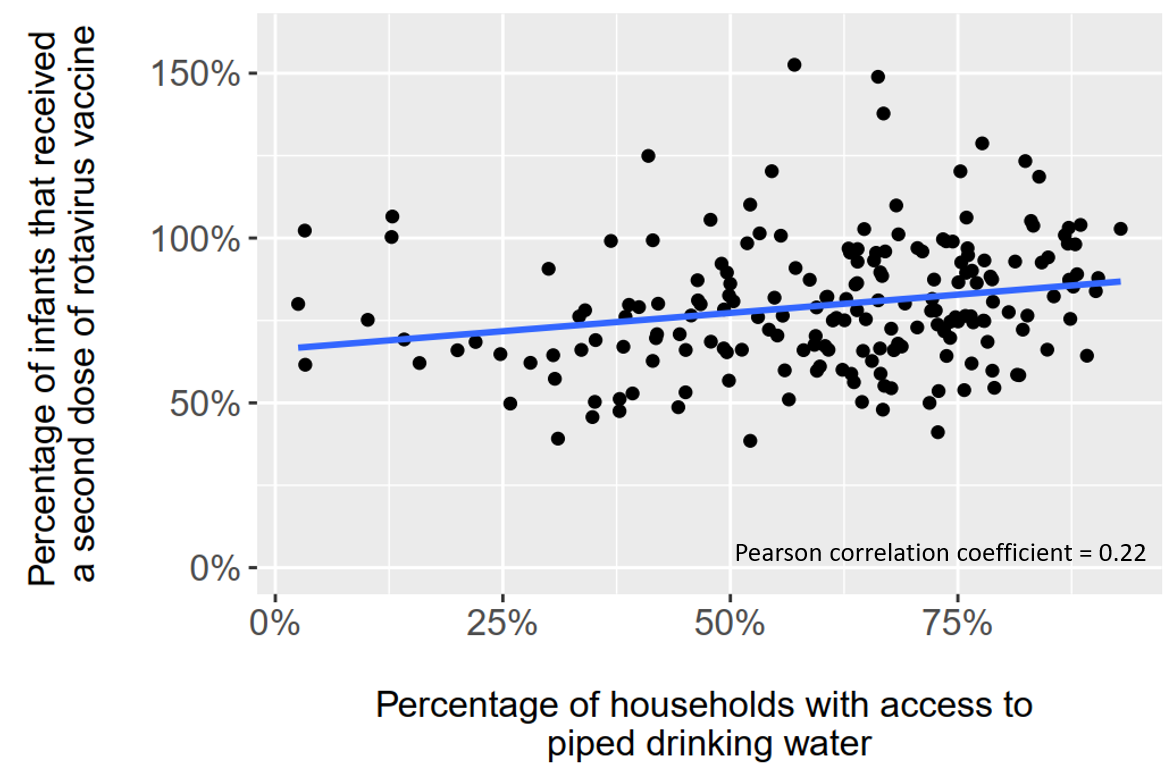 Percentage of infants that received
a second dose of rotavirus vaccine
150%
100%
50%
0%
Pearson correlation coefficient = 0.22
0%
25%
50%
75%
Percentage of households with access to
piped drinking water